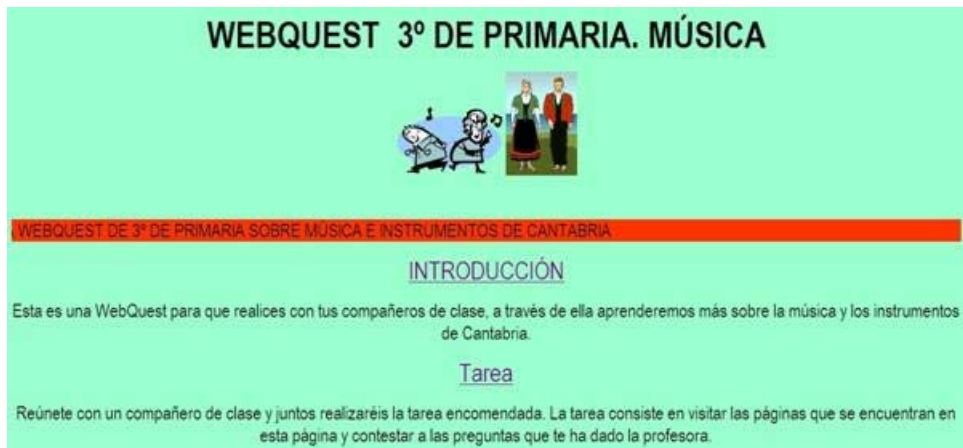 WEBQUEST 3º DE PRIMARIA. MÚSICA
WEBQUEST DE 3º DE PRIMARIA SOBRE MÚSICA E INSTRUMENTOS DE CANTABRIA
INTRODUCCIÓN
Esta es una WebQuest para que realices con tus compañeros de clase, a través de ella aprenderemos más sobre la música y los instrumentos
de Cantabria.
Tarea
Reúnete con un compañero de clase y juntos realizaréis la tarea encomendada. La tarea consiste en visitar las páginas que se encuentran en
esta página y contestar a las preguntas que te ha dado la profesora.